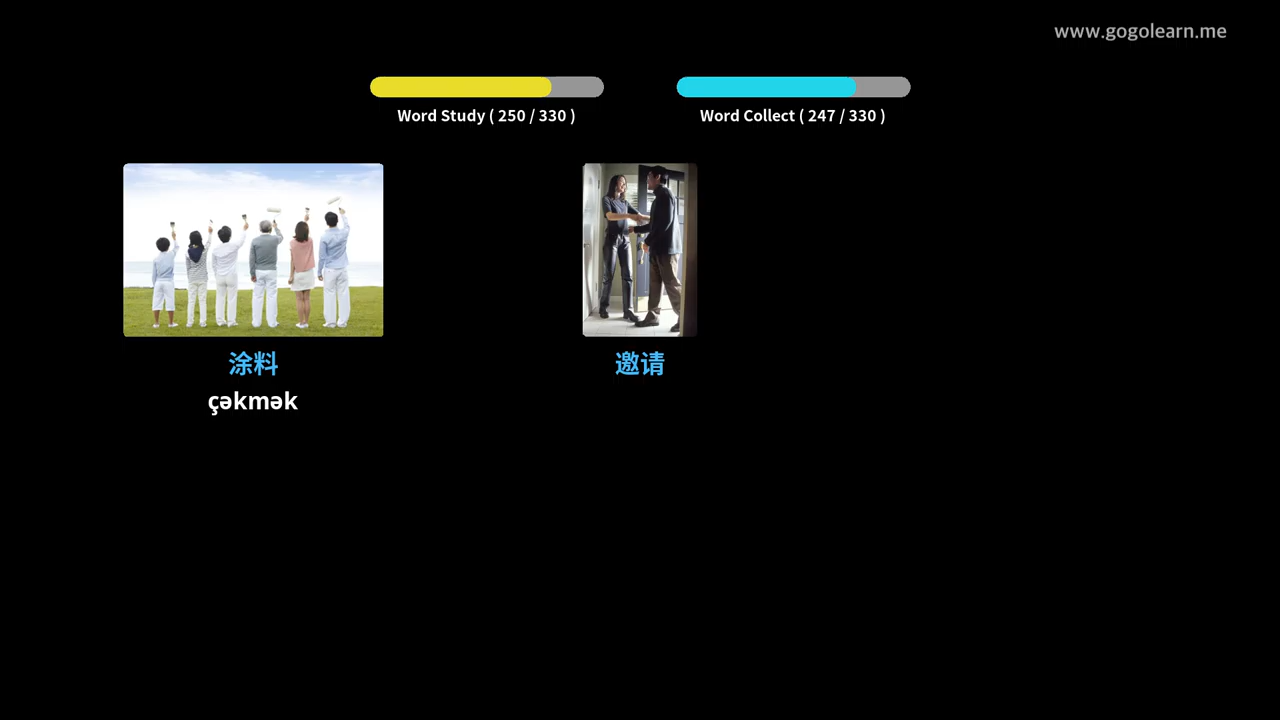 www.gogolearn.me
Word Study ( 250 / 330 )
Word Collect ( 247 / 330 )
涂料
çəkmək
邀请